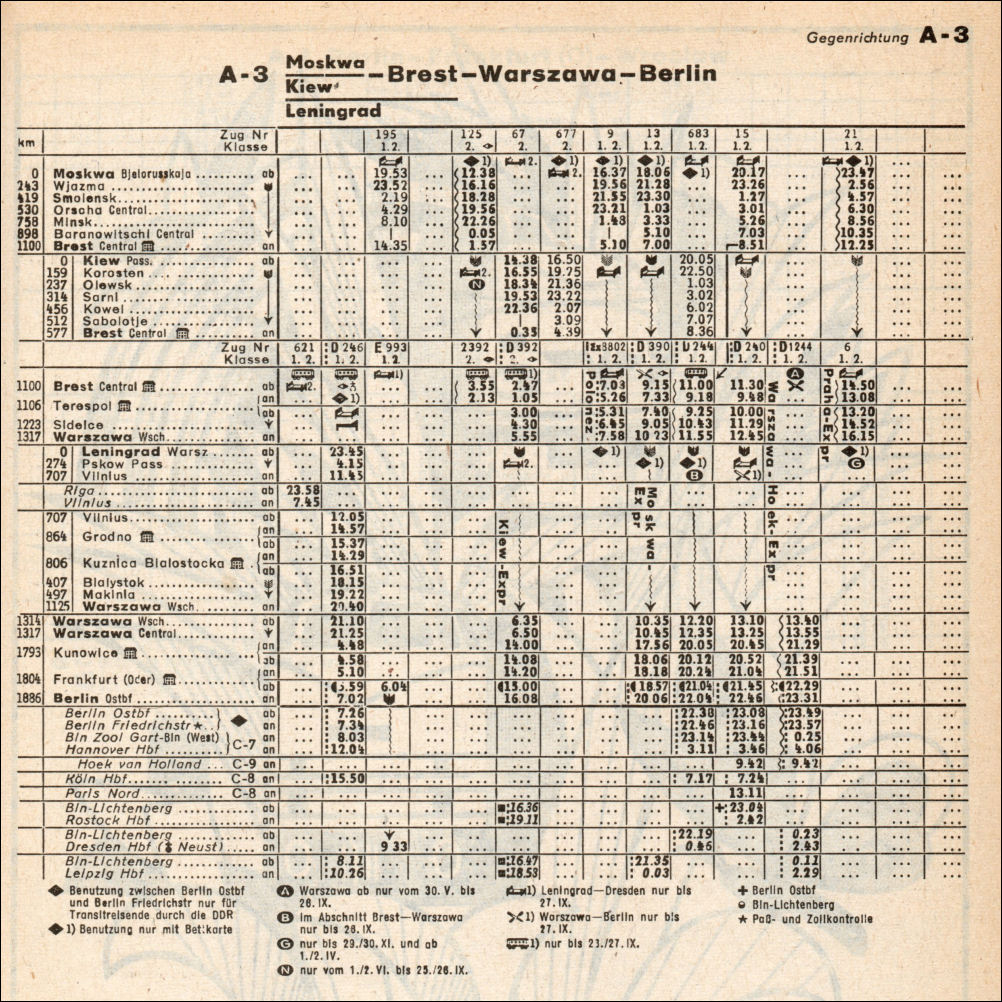 Gegenrichtung A-3
A-3 Moskwa
Kiew
Leningrad
–Brest–Warszawa–Berlin
km Zug Nr 195 125 67 677 9 13 683 15 21
Klasse 1.2. 2. 2. 2. 1. 2. 1. 2. 1.2. 1. 2. 1.2.
0 Moskwa Bjelorusskaja ab 19.53 12.38 ... 2. 16.37 18.06 1) 20.17 23.47
243 Wjazma 23.52 16.16 19.56 21.28 23.26 2.56
419 Smolensk 2.19 18.28 21.55 23.30 1.27 4.57
530 Orscha Central 4.29 19.56 23.21 1.03 3.01 6.30
758 Minsk 8.10 22.26 1.48 3.33 5.26 8.56
898 Baranowitschi Central 0.05 | 5.10 7.03 10.35
1100 Brest Central an 14.35 1.57 5.10 7.00 8.51 12.25
0 Kiew Pass. ab 14.38 16.50 20.05
159 Korosten 2. 16.55 19.25 22.50
237 Olewsk N 18.34 21.36 1.03
314 Sarni 19.53 23.22 3.02
456 Kowel 22.36 2.07 6.02
512 Sabolotje | 3.09 7.07
577 Brest Central an 0.35 4.39 8.36
Zug Nr 621 D 246 E 993 2392 D 392 Ex8802 D 390 D 244 D 240 D1244 6
Klasse 1. 2. 1. 2. 1.2. 2. 2. 1. 2. 1. 2. 1.2. 1. 2. 1. 2. 1. 2.
1100 Brest Central ab 3.55 2.47 7.03 9.15 11.00 11.30 14.50
1106 Terespol an 2.13 1.05 5.26 7.33 9.18 9.48 13.08
ab 3.00 5.31 7.40 9.25 10.00 13.20
1223 Sidelce 4.30 6.45 9.05 10.43 11.29 14.52
1317 Warszawa Wsch. an 5.55 7.58 10 23 11.55 12.45 16.15
0 Leningrad Warsz ab 23.45
274 Pskow Pass 4.15 2.
707 Vilnius an 11.45
Riga ab 23.58
Vilnius an 7.45
707 Vilnius ab 12.05
864 Grodno an 14.57
ab 15.37
806 Kuznica Bialostocka an 14.29
ab 16.51
407 Bialystok 18.15
497 Makinia 19.22
1125 Warszawa Wsch. an 20.40
Polonez
Warszawa
Praha-Expr
Kiew-Expr
Moskwa-Expr
Hoek-Expr
1314 Warszawa Wsch. ab 21.10 6.35 10.35 12.20 13.10 13.40
1317 Warszawa Central 21.25 6.50 10.45 12.35 13.25 13.55
1793 Kunowice an 4.48 14.00 17.56 20.05 20.45 21.29
ab 4.58 14.08 18.06 20.12 20.52 21.39
1804 Frankfurt (Oder) an 5.10 14.20 18.18 20.24 21.04 21.51
ab 5.59 6.04 15.00 18.57 21.04 21.45 22.29
1886 Berlin Ostbf an 7.02 16.08 20 06 22.04 22.46 23.31
Berlin Ostbf ab 7.26 22.38 23.08 23.49
Berlin Friedrichstr★ 7.34 22.46 23.16 23.57
Bln Zool Gart-Bln (West) C-7 8.03 23.14 23.44 0.25
Hannover Hbf an 12.04 3.11 3.46 4.06
Hoek van Holland C-9 an 9.42 9.42
Köln Hbf C-8 an 15.50 7.17 7.24
Paris Nord C-8 an 13.11
Bln-Lichtenberg ab 16.36 23.04
Rostock Hbf an 19.11 2.42
Bln-Lichtenberg ab 22.19 0.23
Dresden Hbf (Neust) an 9 33 0.46 2.43
Bln-Lichtenberg ab 8.11 16.47 21.35 0.11
Leipzig Hbf an 10.26 18.53 0.03 2.29
◆ Benutzung zwischen Berlin Ostbf
und Berlin Friedrichstr nur für
Transitreisende durch die DDR
◆1) Benutzung nur mit Bettkarte
A Warszawa ab nur vom 30. V. bis
28. IX.
B im Abschnitt Brest—Warszawa
nur bis 28. IX.
G nur bis 29./30. XI. und ab
1./2. IV.
N nur vom 1./2. VI. bis 25./26. IX.
1) Leningrad—Dresden nur bis
27. IX.
1) Warszawa—Berlin nur bis
27. IX.
1) nur bis 23./27. IX.
+ Berlin Ostbf
Bln-Lichtenberg
★ Paß- und Zollkontrolle